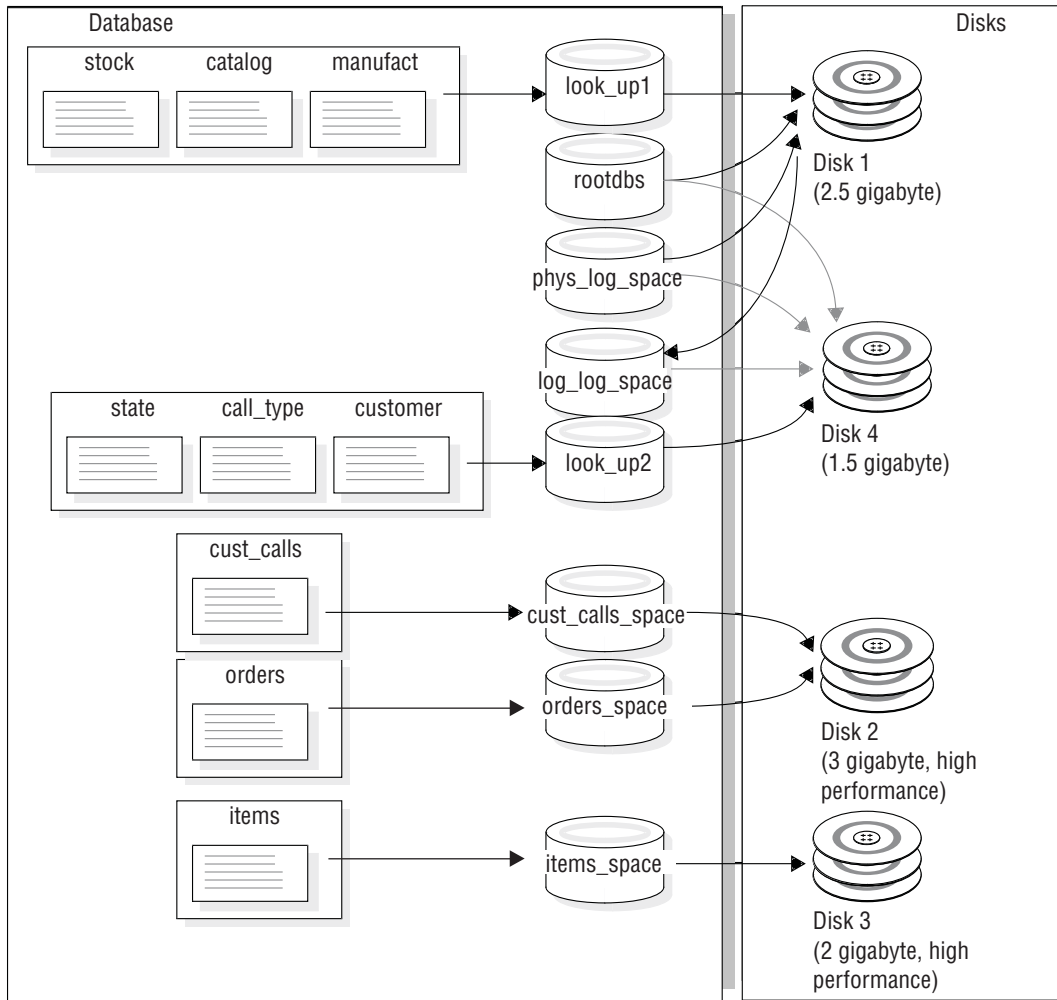 Database
Disks
stock
catalog
manufact
look_up1
Disk 1
(2.5 gigabyte)
rootdbs
phys_log_space
log_log_space
Disk 4
(1.5 gigabyte)
state
call_type
customer
look_up2
cust_calls
cust_calls_space
orders
orders_space
Disk 2
(3 gigabyte, high
performance)
items
items_space
Disk 3
(2 gigabyte, high
performance)